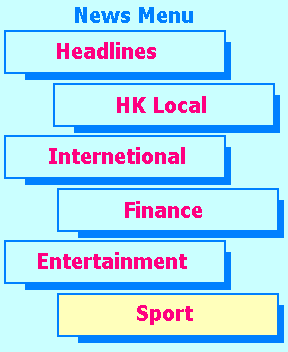 News Menu
Headlines
HK Local
Internetional
Finance
Entertainment
Sport